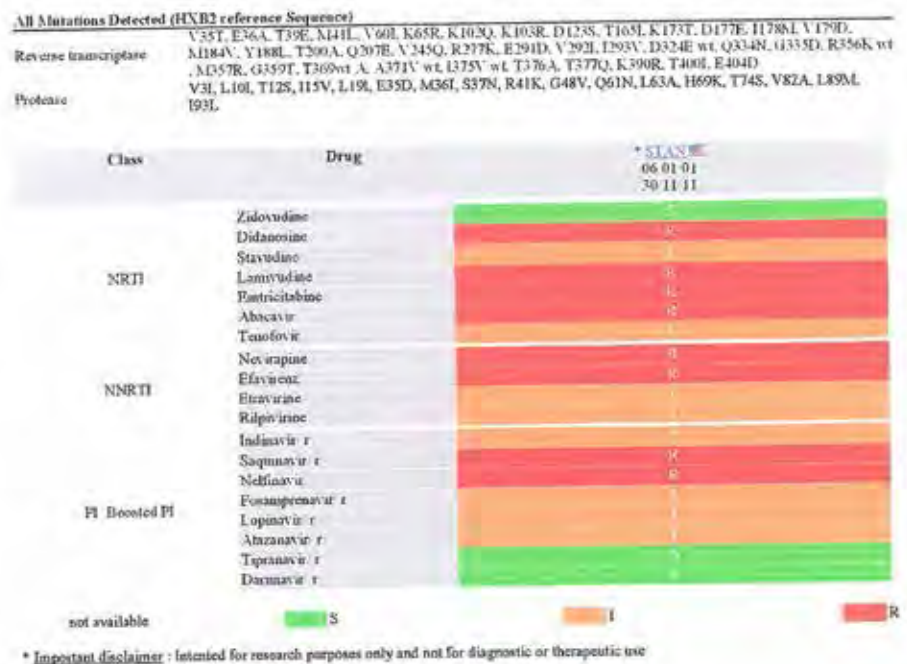 All Mutations Detected (HXB2 reference Sequence)
V35T, E36A, T39E, M41L, V60I, K65R, K102Q, K103R, D123S, T165I, K173T, D177E, I178M, V179D,
Reverse transcriptase M184V, Y188L, T200A, Q207E, V245Q, R277K, E291D, V292I, I293V, D324E wt, Q334N, G335D, R356K wt
, M357R, G359T, T369wt A, A371V wt, I375V wt, T376A, T377Q, K390R, T400I, E404D
V3I, L10I, T12S, I15V, L19I, E35D, M36I, S37N, R41K, G48V, Q61N, L63A, H69K, T74S, V82A, L89M,
Protease
I93L
Class Drug
06 01 01
30 11 11
Zidovudine
Didanosine R
Stavudine I
NRTI Lamivudine R
Emtricitabine R
Abacavir R
Tenofovir I
Nevirapine R
Efavirenz R
NNRTI Etravirine
Rilpivirine
Indinavir r
Saquinavir r R
Nelfinavir R
Fosamprenavir r
PI Boosted PI Lopinavir r
Atazanavir r
Tipranavir r
Darunavir r
not available S I R
* Important disclaimer : Intented for research purposes only and not for diagnostic or therapeutic use